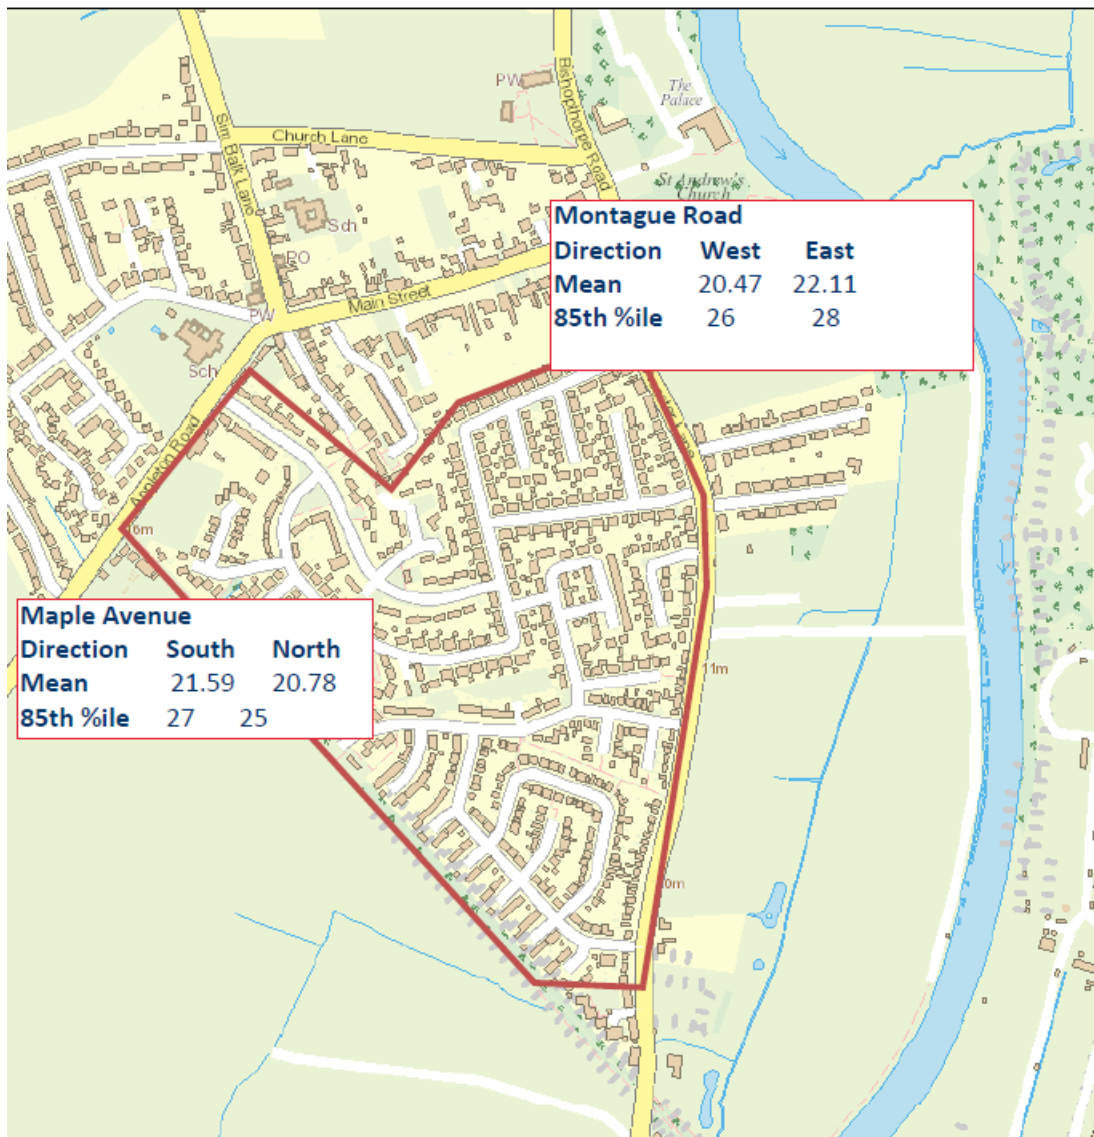 PW
The
Palace
Bishopthorpe Road
Sim Balk Lane
Church Lane
St Andrew's
Church
Sch
PO
Main Street
PW
Sch
Appleton Road
Montague Road
Direction West East
Mean 20.47 22.11
85th %ile 26 28
Lane
16m
Maple Avenue
Direction South North
Mean 21.59 20.78
85th %ile 27 25
11m
10m